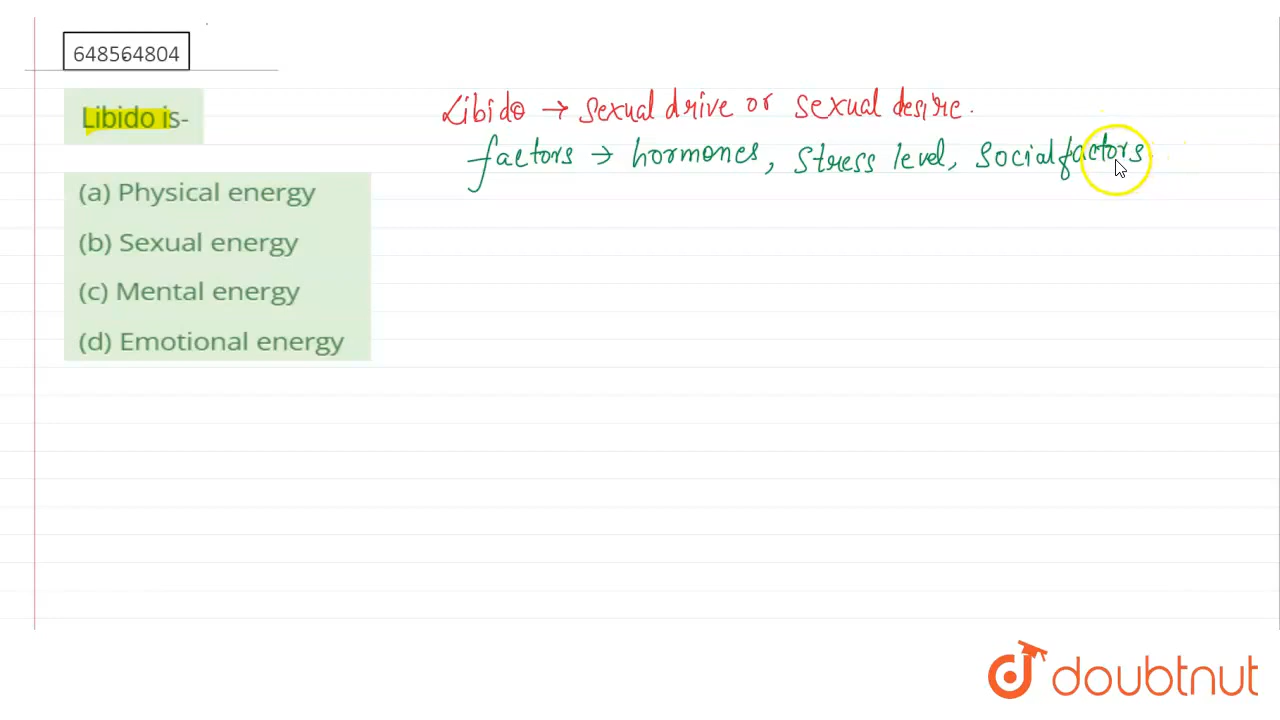 648564804
Libido is-
Libido → sexual drive or sexual desire.
factors → hormones, stress level, social factors.
(a) Physical energy
(b) Sexual energy
(c) Mental energy
(d) Emotional energy
doubtnut